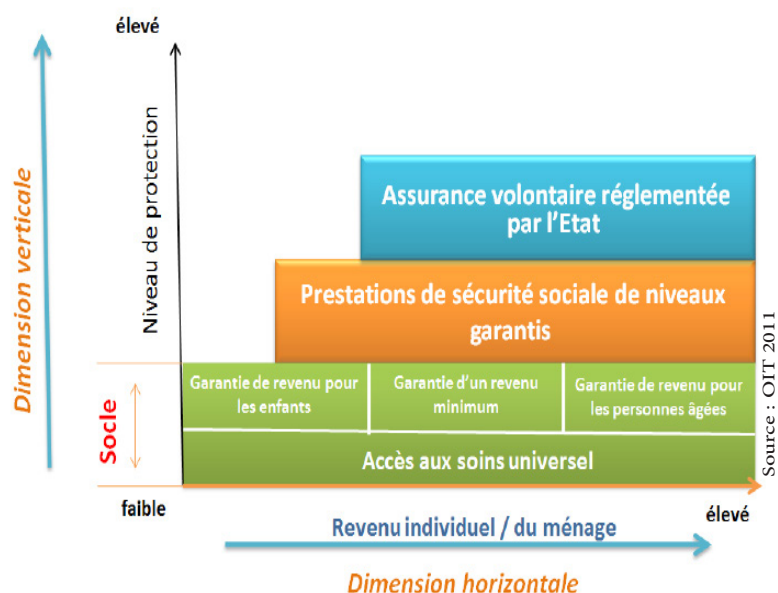 élevé
Dimension verticale
Niveau de protection
Assurance volontaire réglementée
par l'Etat
Prestations de sécurité sociale de niveaux
garantis
Socle
Garantie de revenu pour
les enfants
Garantie d'un revenu
minimum
Garantie de revenu pour
les personnes âgées
Accès aux soins universel
Source : OIT 2011
faible
élevé
Revenu individuel / du ménage
Dimension horizontale